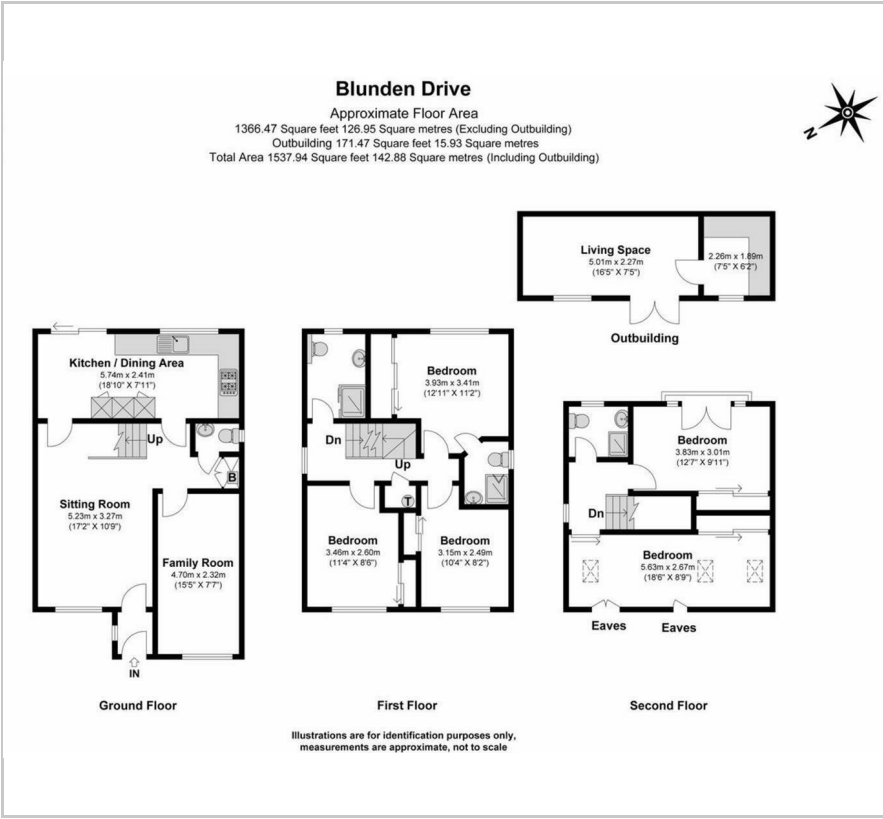 Blunden Drive
Approximate Floor Area
1366.47 Square feet 126.95 Square metres (Excluding Outbuilding)
Outbuilding 171.47 Square feet 15.93 Square metres
Total Area 1537.94 Square feet 142.88 Square metres (Including Outbuilding)
N
Living Space
5.01m x 2.27m
(16'5" X 7'5")
2.26m x 1.89m
(7'5" X 6'2")
Outbuilding
Kitchen / Dining Area
5.74m x 2.41m
(18'10" X 7'11")
Up
B
Sitting Room
5.23m x 3.27m
(17'2" X 10'9")
Family Room
4.70m x 2.32m
(15'5" X 7'7")
IN
Ground Floor
Bedroom
3.93m x 3.41m
(12'11" X 11'2")
Dn
Up
T
Bedroom
3.46m x 2.60m
(11'4" X 8'6")
Bedroom
3.15m x 2.49m
(10'4" X 8'2")
First Floor
Bedroom
3.83m x 3.01m
(12'7" X 9'11")
Dn
Bedroom
5.63m x 2.67m
(18'6" X 8'9")
Eaves
Eaves
Second Floor
Illustrations are for identification purposes only,
measurements are approximate, not to scale